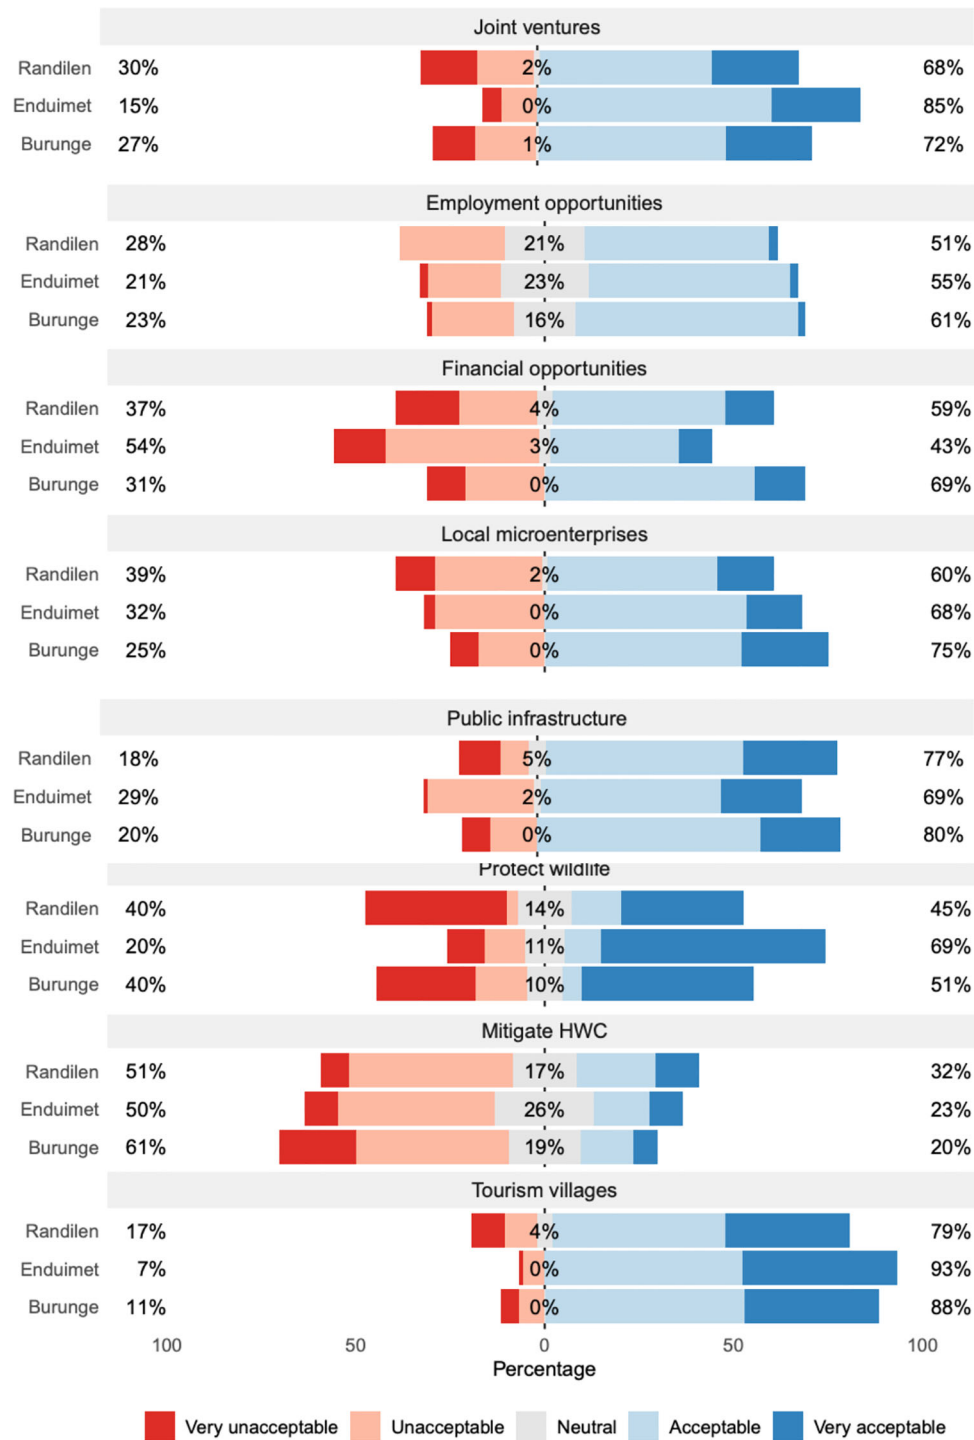 Joint ventures
Randilen 30% 2% 68%
Enduimet 15% 0% 85%
Burunge 27% 1% 72%
Employment opportunities
Randilen 28% 21% 51%
Enduimet 21% 23% 55%
Burunge 23% 16% 61%
Financial opportunities
Randilen 37% 4% 59%
Enduimet 54% 3% 43%
Burunge 31% 0% 69%
Local microenterprises
Randilen 39% 2% 60%
Enduimet 32% 0% 68%
Burunge 25% 0% 75%
Public infrastructure
Randilen 18% 5% 77%
Enduimet 29% 2% 69%
Burunge 20% 0% 80%
Protect wildlife
Randilen 40% 14% 45%
Enduimet 20% 11% 69%
Burunge 40% 10% 51%
Mitigate HWC
Randilen 51% 17% 32%
Enduimet 50% 26% 23%
Burunge 61% 19% 20%
Tourism villages
Randilen 17% 4% 79%
Enduimet 7% 0% 93%
Burunge 11% 0% 88%
100 50 0 50 100
Percentage
Very unacceptable Unacceptable Neutral Acceptable Very acceptable